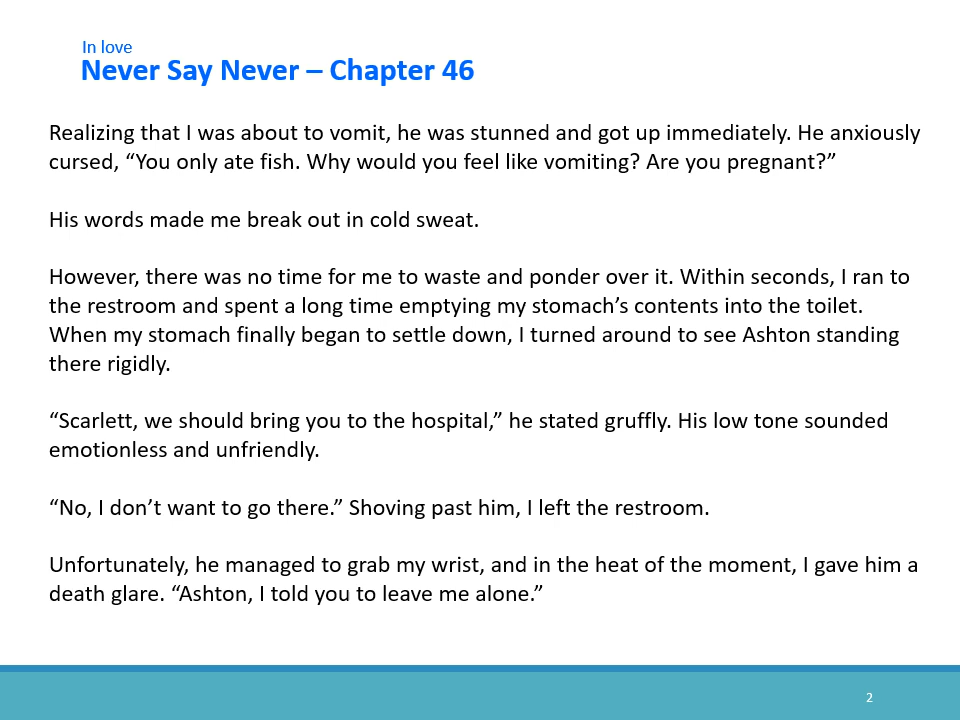 In love
Never Say Never – Chapter 46
Realizing that I was about to vomit, he was stunned and got up immediately. He anxiously
cursed, “You only ate fish. Why would you feel like vomiting? Are you pregnant?”
His words made me break out in cold sweat.
However, there was no time for me to waste and ponder over it. Within seconds, I ran to
the restroom and spent a long time emptying my stomach’s contents into the toilet.
When my stomach finally began to settle down, I turned around to see Ashton standing
there rigidly.
“Scarlett, we should bring you to the hospital,” he stated gruffly. His low tone sounded
emotionless and unfriendly.
“No, I don’t want to go there.” Shoving past him, I left the restroom.
Unfortunately, he managed to grab my wrist, and in the heat of the moment, I gave him a
death glare. “Ashton, I told you to leave me alone.”
2